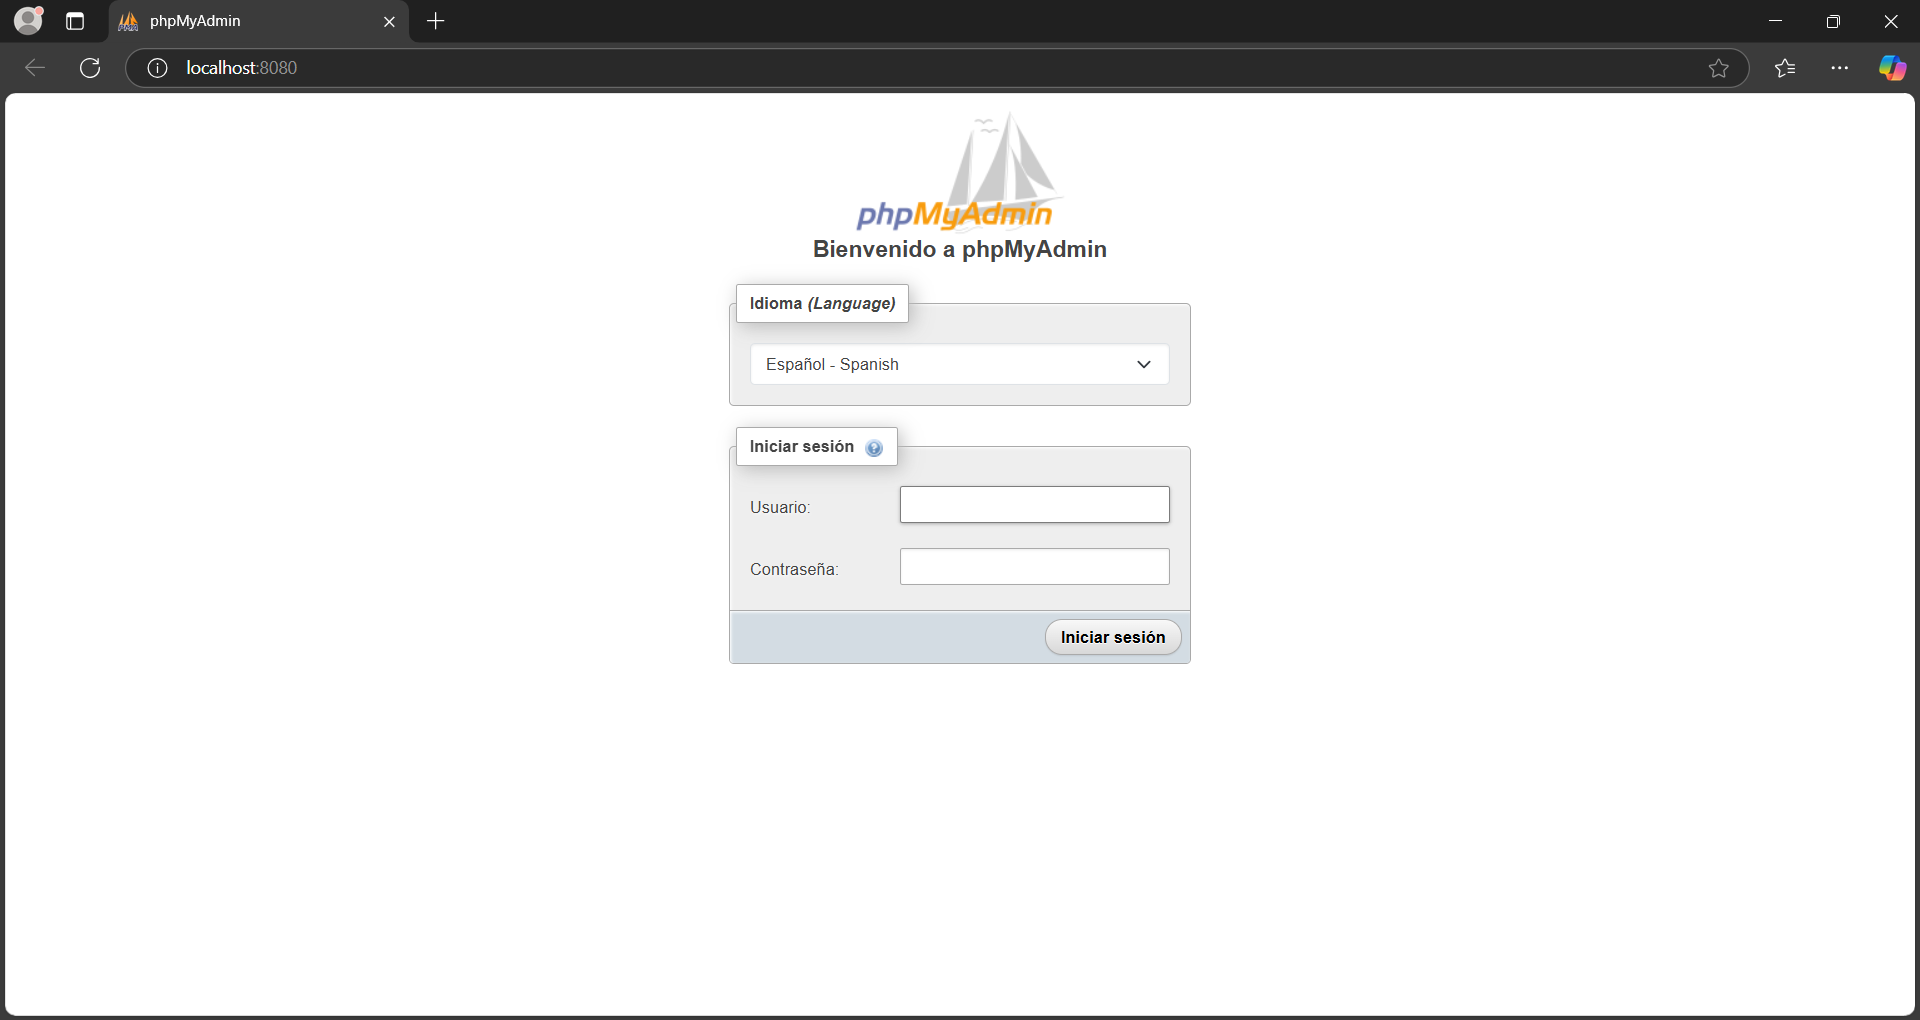 phpMyAdmin
localhost:8080
phpMyAdmin
Bienvenido a phpMyAdmin
Idioma (Language)
Español - Spanish
Iniciar sesión
Usuario:
Contraseña:
Iniciar sesión